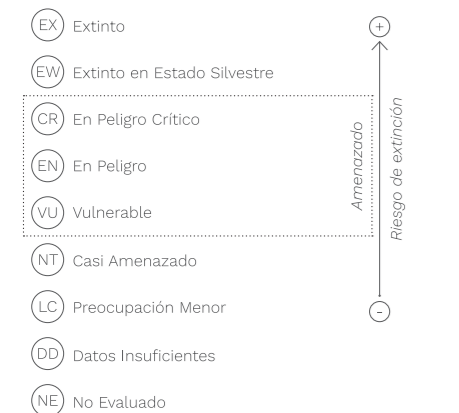 EX Extinto
+
EW Extinto en Estado Silvestre
CR En Peligro Crítico
EN En Peligro
VU Vulnerable
Amenazado
Riesgo de extinción
NT Casi Amenazado
LC Preocupación Menor
-
DD Datos Insuficientes
NE No Evaluado